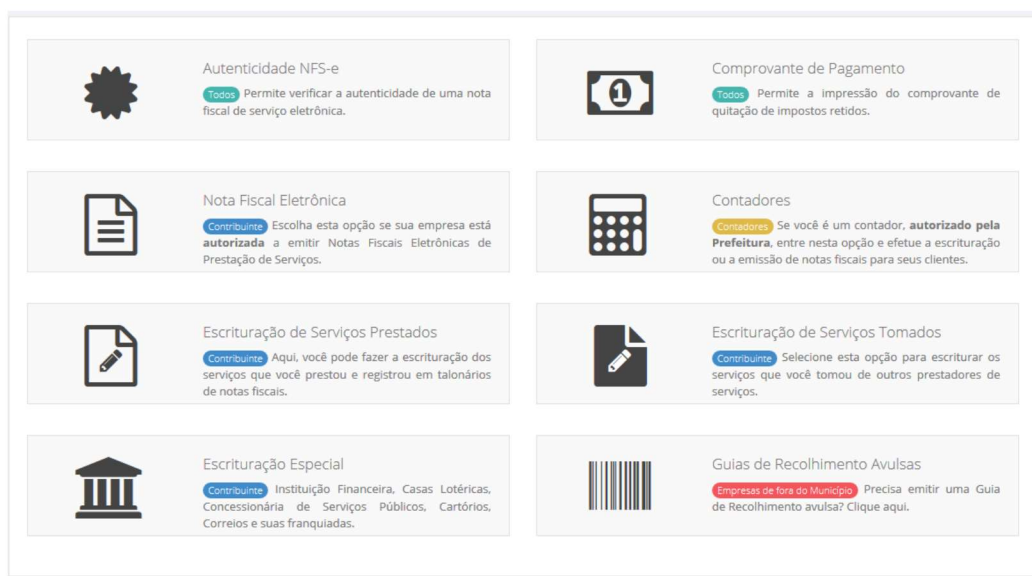 Autenticidade NFS-e
Todos Permite verificar a autenticidade de uma nota
fiscal de serviço eletrônica.
Comprovante de Pagamento
Todos Permite a impressão do comprovante de
quitação de impostos retidos.
Nota Fiscal Eletrônica
Contribuinte Escolha esta opção se sua empresa está
autorizada a emitir Notas Fiscais Eletrônicas de
Prestação de Serviços.
Contadores
Contadores Se você é um contador, autorizado pela
Prefeitura, entre nesta opção e efetue a escrituração
ou a emissão de notas fiscais para seus clientes.
Escrituração de Serviços Prestados
Contribuinte Aqui, você pode fazer a escrituração dos
serviços que você prestou e registrou em talonários
de notas fiscais.
Escrituração de Serviços Tomados
Contribuinte Selecione esta opção para escriturar os
serviços que você tomou de outros prestadores de
serviços.
Escrituração Especial
Contribuinte Instituição Financeira, Casas Lotéricas,
Concessionária de Serviços Públicos, Cartórios,
Correios e suas franquiadas.
Guias de Recolhimento Avulsas
Empresas de fora do Município Precisa emitir uma Guia
de Recolhimento avulsa? Clique aqui.